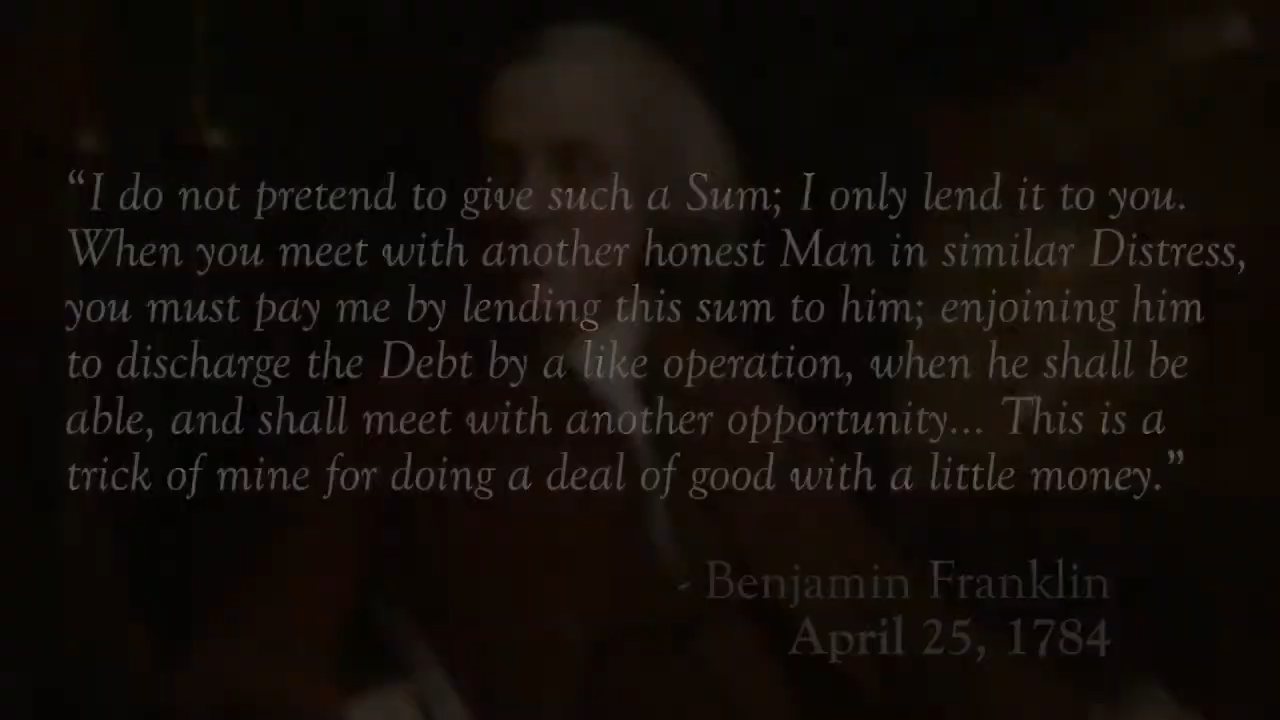 “I do not pretend to give such a Sum; I only lend it to you.
When you meet with another honest Man in similar Distress,
you must pay me by lending this sum to him; enjoining him
to discharge the Debt by a like operation, when he shall be
able, and shall meet with another opportunity... This is a
trick of mine for doing a deal of good with a little money.”
- Benjamin Franklin
April 25, 1784